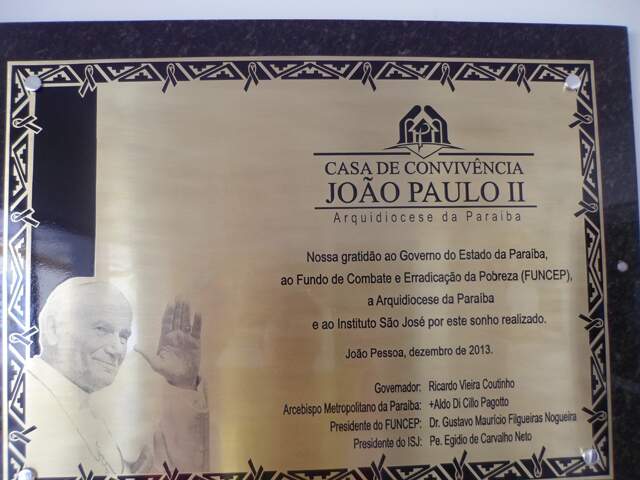 CASA DE CONVIVÊNCIA
JOÃO PAULO II
Arquidiocese da Paraiba
Nossa gratidão ao Governo do Estado da Paraíba,
ao Fundo de Combate e Erradicação da Pobreza (FUNCEP),
a Arquidiocese da Paraíba
e ao Instituto São José por este sonho realizado.
João Pessoa, dezembro de 2013.
Governador: Ricardo Vieira Coutinho
Arcebispo Metropolitano da Paraíba: +Aldo Di Cillo Pagotto
Presidente do FUNCEP: Dr. Gustavo Maurício Filgueiras Nogueira
Presidente do ISJ: Pe. Egidio de Carvalho Neto